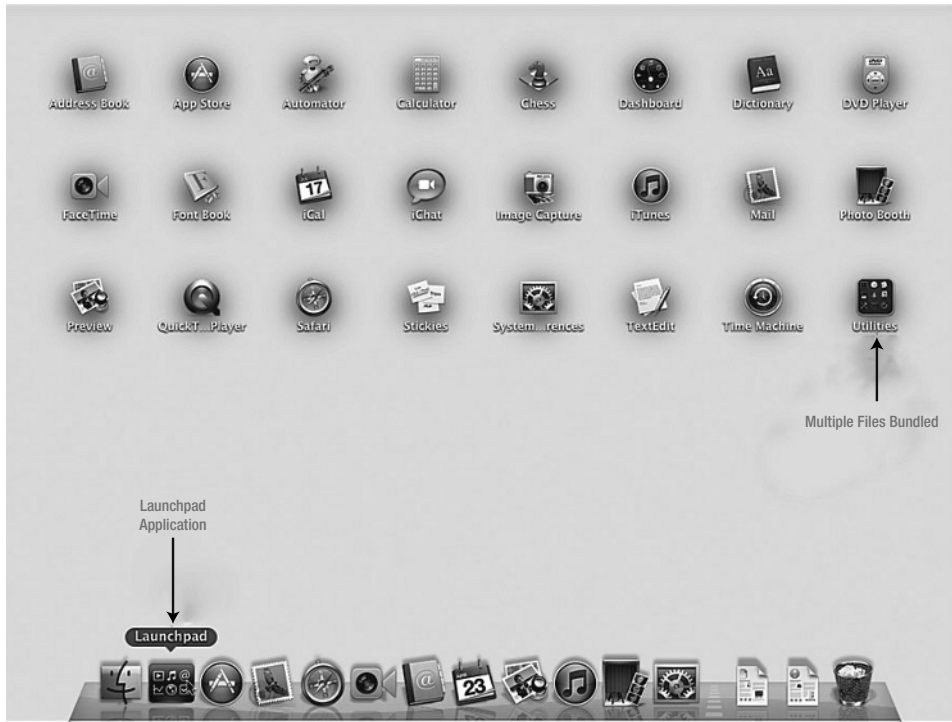 Address Book App Store Automator Calculator Chess Dashboard Dictionary DVD Player
FaceTime Font Book iCal iChat Image Capture iTunes Mail Photo Booth
Preview QuickT...Player Safari Stickies System...rences TextEdit Time Machine Utilities
Multiple Files Bundled
Launchpad
Application
Launchpad